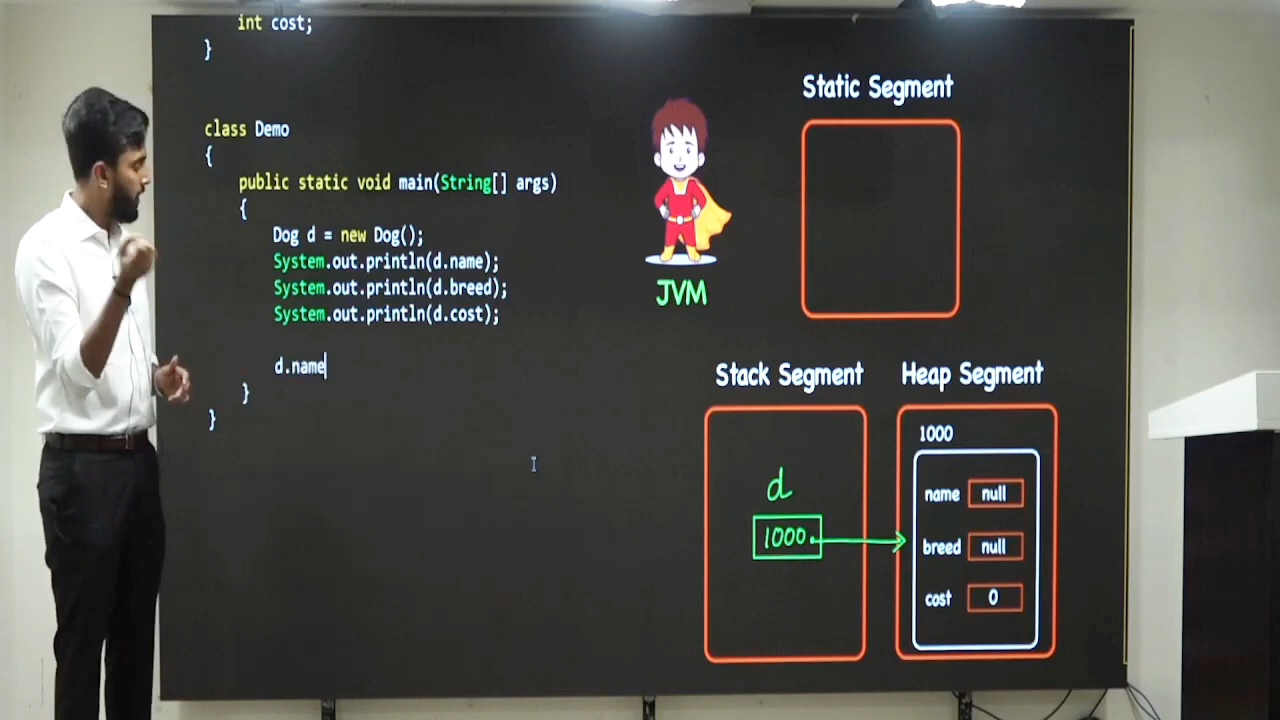 int cost;
}
class Demo
{
public static void main(String[] args)
{
Dog d = new Dog();
System.out.println(d.name);
System.out.println(d.breed);
System.out.println(d.cost);
d.name
}
}
JVM
Static Segment
Stack Segment
d
1000
Heap Segment
1000
name null
breed null
cost 0